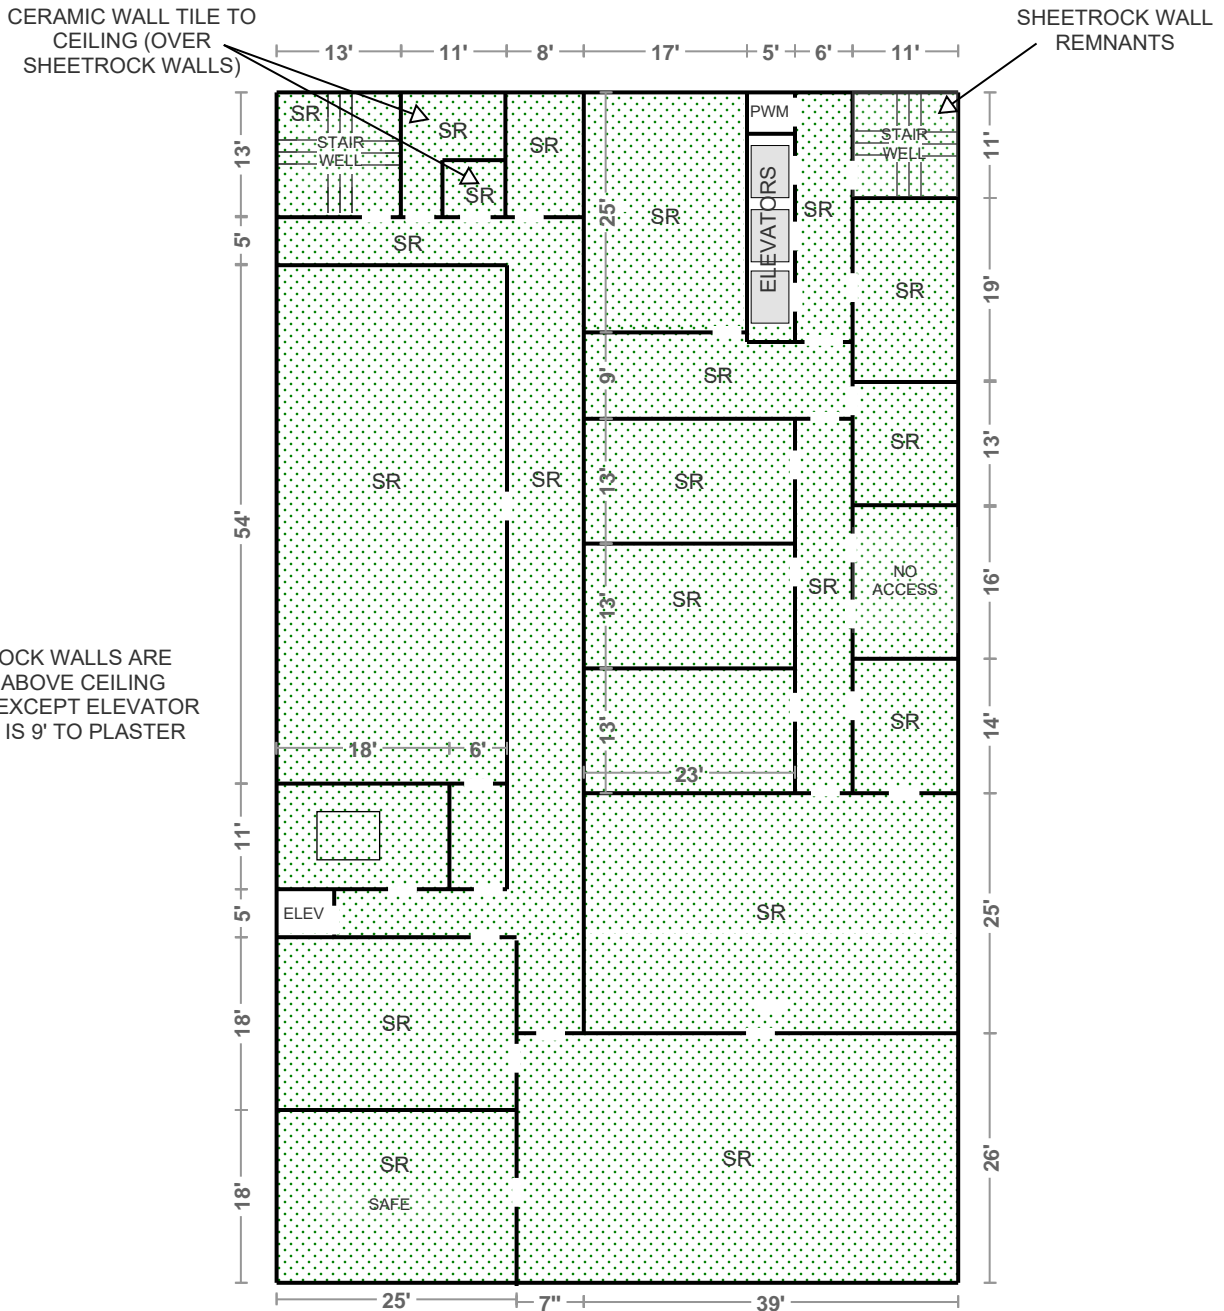 CERAMIC WALL TILE TO
CEILING (OVER
SHEETROCK WALLS)
SHEETROCK WALL
REMNANTS
13' 11' 8' 17' 5' 6' 11'
SR
STAIR
WELL
SR
SR
SR
PWM
STAIR
WELL
13'
11'
SR
ELEVATORS
SR
25'
5'
SR
19'
SR
9'
SR
13'
SR
13'
SR
SR
SR
13'
SR
54'
13'
SR
SR
NO
ACCESS
16'
OCK WALLS ARE
ABOVE CEILING
EXCEPT ELEVATOR
IS 9' TO PLASTER
18' 6'
13'
23'
SR
14'
11'
ELEV
5'
SR
25'
SR
18'
SR
SAFE
18'
SR
26'
25' 7" 39'